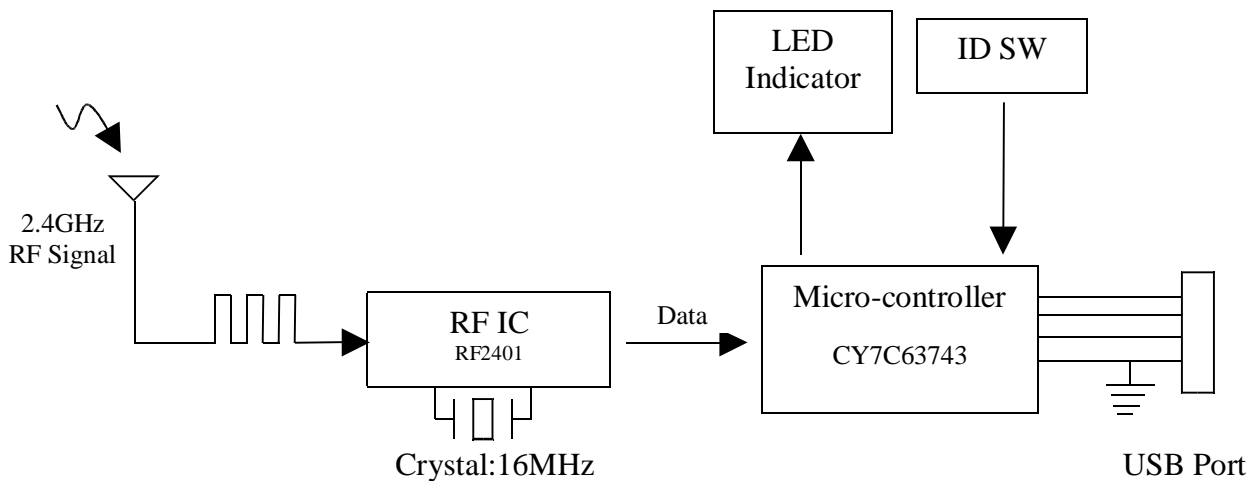 LED
Indicator
ID SW
2.4GHz
RF Signal
RF IC
RF2401
Data
Micro-controller
CY7C63743
Crystal:16MHz
USB Port